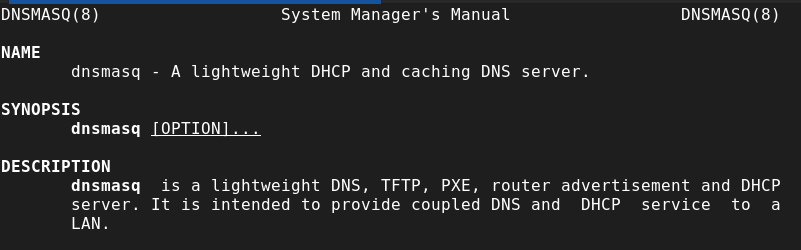 DNSMASQ(8) System Manager's Manual DNSMASQ(8)
NAME
dnsmasq - A lightweight DHCP and caching DNS server.
SYNOPSIS
dnsmasq [OPTION]...
DESCRIPTION
dnsmasq is a lightweight DNS, TFTP, PXE, router advertisement and DHCP
server. It is intended to provide coupled DNS and DHCP service to a
LAN.